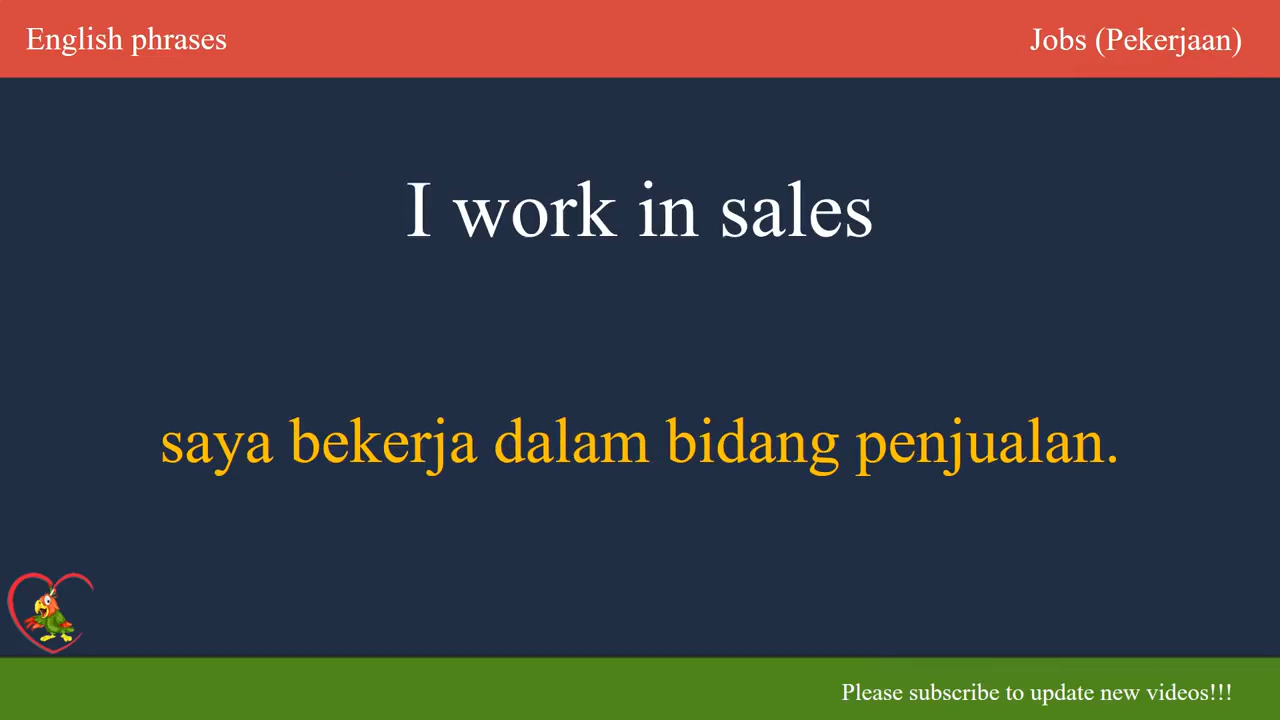 English phrases
Jobs (Pekerjaan)
I work in sales
saya bekerja dalam bidang penjualan.
Please subscribe to update new videos!!!